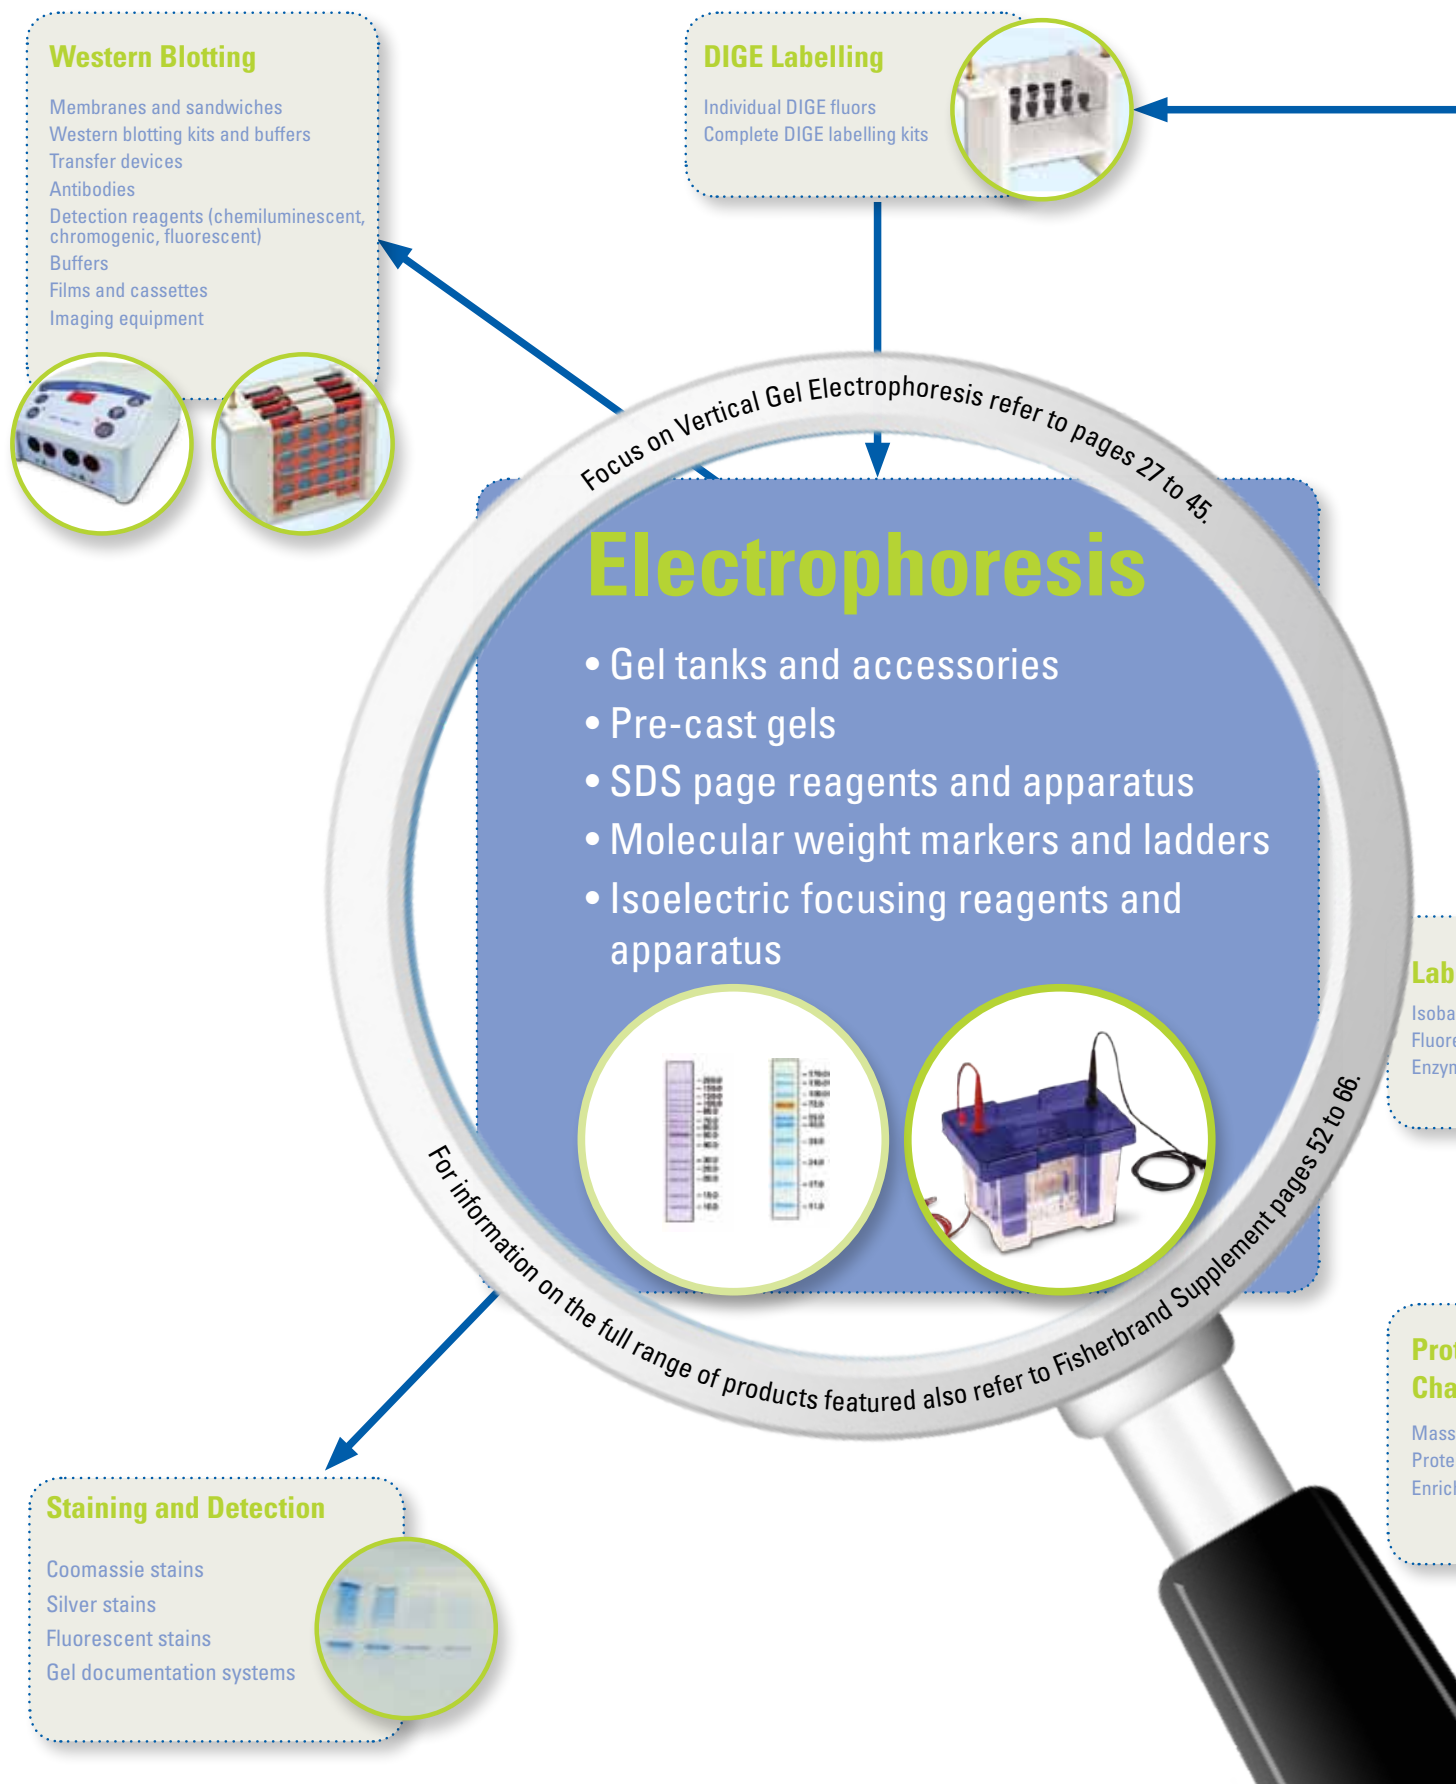 Western Blotting
Membranes and sandwiches
Western blotting kits and buffers
Transfer devices
Antibodies
Detection reagents (chemiluminescent,
chromogenic, fluorescent)
Buffers
Films and cassettes
Imaging equipment
DIGE Labelling
Individual DIGE fluors
Complete DIGE labelling kits
Focus on Vertical Gel Electrophoresis refer to pages 27 to 45.
Electrophoresis
• Gel tanks and accessories
• Pre-cast gels
• SDS page reagents and apparatus
• Molecular weight markers and ladders
• Isoelectric focusing reagents and
apparatus
For information on the full range of products featured also refer to Fisherbrand Supplement pages 52 to 66.
Lab
Isoba
Fluore
Enzym
Prot
Cha
Mass
Prote
Enrich
Staining and Detection
Coomassie stains
Silver stains
Fluorescent stains
Gel documentation systems